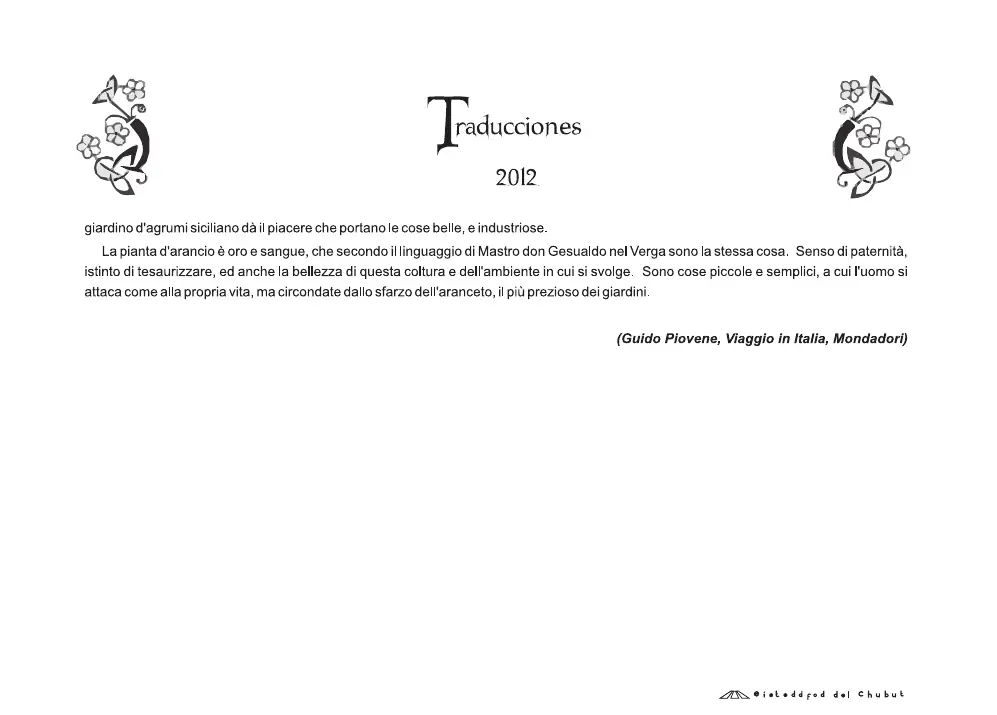 Traducciones
2012
giardino d'agrumi siciliano dà il piacere che portano le cose belle, e industriose.
La pianta d'arancio è oro e sangue, che secondo il linguaggio di Mastro don Gesualdo nel Verga sono la stessa cosa. Senso di paternità,
istinto di tesaurizzare, ed anche la bellezza di questa coltura e dell'ambiente in cui si svolge. Sono cose piccole e semplici, a cui l'uomo si
attaca come alla propria vita, ma circondate dallo sfarzo dell'aranceto, il più prezioso dei giardini.
(Guido Piovene, Viaggio in Italia, Mondadori)
eisteddfod del Chubut